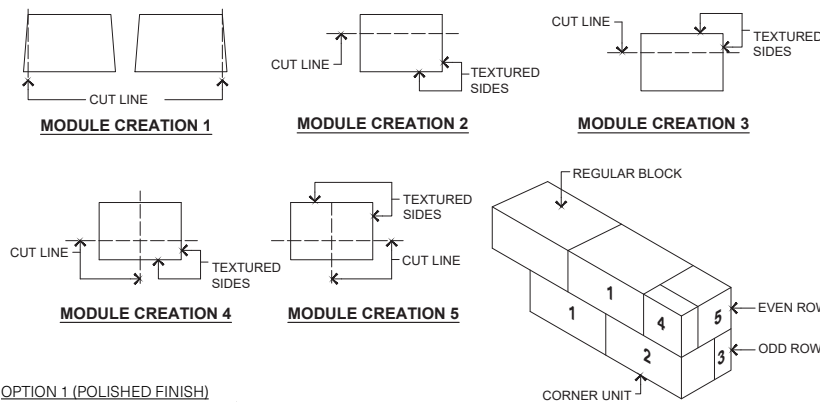 CUT LINE
MODULE CREATION 1
CUT LINE
TEXTURED
SIDES
MODULE CREATION 2
CUT LINE
TEXTURED
SIDES
MODULE CREATION 3
CUT LINE
TEXTURED
SIDES
MODULE CREATION 4
TEXTURED
SIDES
CUT LINE
MODULE CREATION 5
REGULAR BLOCK
1
1
4
5
2
3
EVEN ROW
ODD ROW
CORNER UNIT
OPTION 1 (POLISHED FINISH)